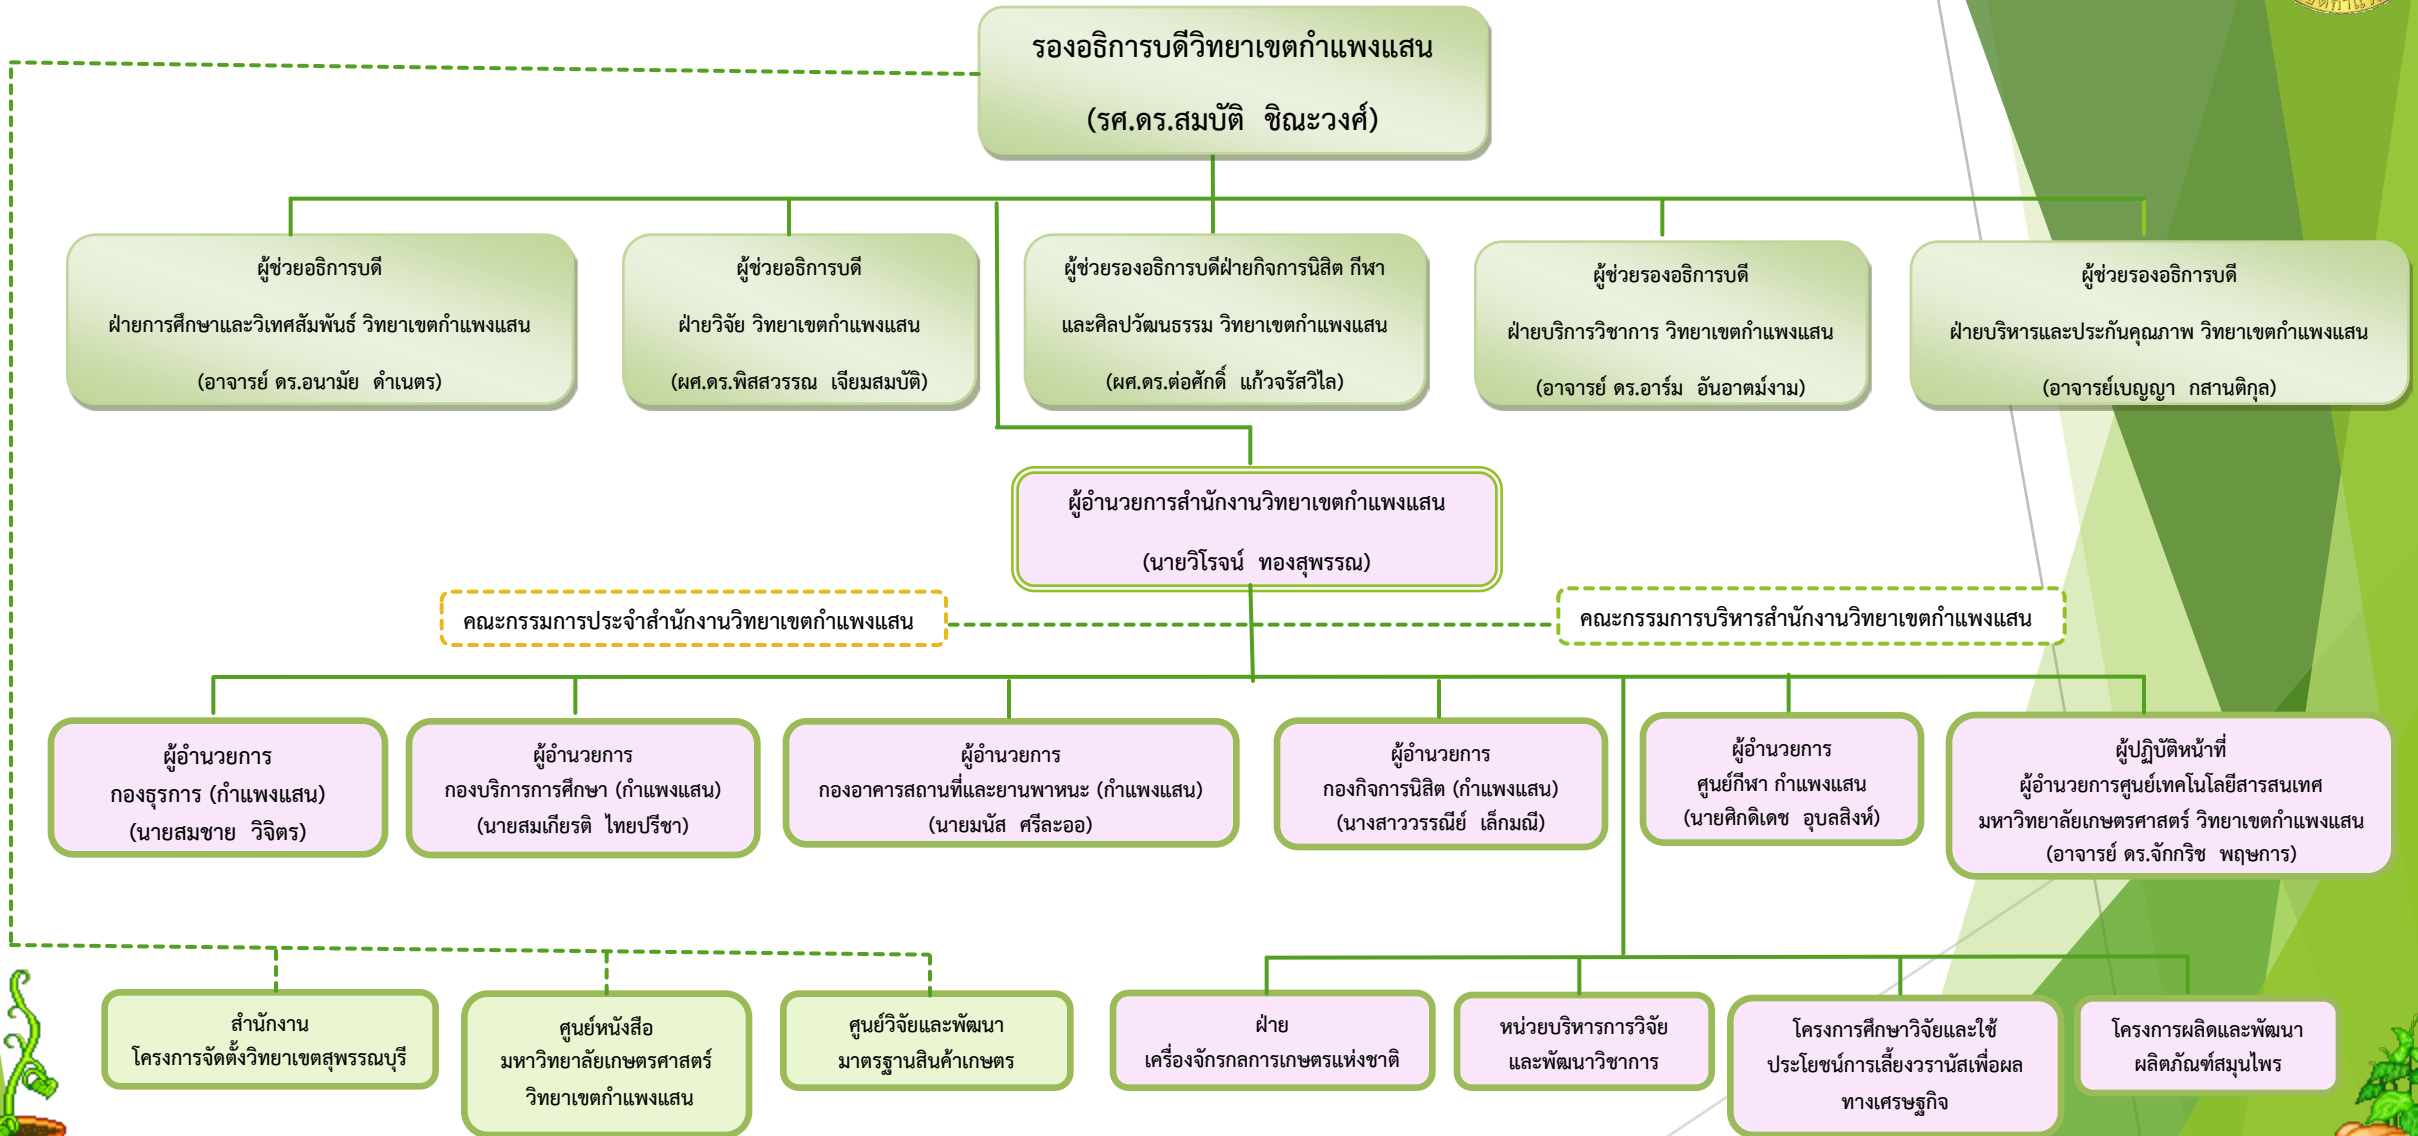 รองอธิการบดีวิทยาเขตกำแพงแสน
(รศ.ดร.สมบัติ ชิณะวงศ์)
ผู้ช่วยอธิการบดี
ฝ่ายการศึกษาและวิเทศสัมพันธ์ วิทยาเขตกำแพงแสน
(อาจารย์ ดร.อนามัย ดำเนตร)
ผู้ช่วยอธิการบดี
ฝ่ายวิจัย วิทยาเขตกำแพงแสน
(ผศ.ดร.พิสสวรรณ เจียมสมบัติ)
ผู้ช่วยรองอธิการบดีฝ่ายกิจการนิสิต กีฬา
และศิลปวัฒนธรรม วิทยาเขตกำแพงแสน
(ผศ.ดร.ต่อศักดิ์ แก้วจรัสวิไล)
ผู้ช่วยรองอธิการบดี
ฝ่ายบริการวิชาการ วิทยาเขตกำแพงแสน
(อาจารย์ ดร.อาร์ม อันอาตม์งาม)
ผู้ช่วยรองอธิการบดี
ฝ่ายบริหารและประกันคุณภาพ วิทยาเขตกำแพงแสน
(อาจารย์เบญญา กสานติกุล)
ผู้อำนวยการสำนักงานวิทยาเขตกำแพงแสน
(นายวิโรจน์ ทองสุพรรณ)
คณะกรรมการประจำสำนักงานวิทยาเขตกำแพงแสน
คณะกรรมการบริหารสำนักงานวิทยาเขตกำแพงแสน
ผู้อำนวยการ
กองธุรการ (กำแพงแสน)
(นายสมชาย วิจิตร)
ผู้อำนวยการ
กองบริการการศึกษา (กำแพงแสน)
(นายสมเกียรติ ไทยปรีชา)
ผู้อำนวยการ
กองอาคารสถานที่และยานพาหนะ (กำแพงแสน)
(นายมนัส ศรีละออ)
ผู้อำนวยการ
กองกิจการนิสิต (กำแพงแสน)
(นางสาววรรณีย์ เล็กมณี)
ผู้อำนวยการ
ศูนย์กีฬา กำแพงแสน
(นายศิกดิเดช อุบลสิงห์)
ผู้ปฏิบัติหน้าที่
ผู้อำนวยการศูนย์เทคโนโลยีสารสนเทศ
มหาวิทยาลัยเกษตรศาสตร์ วิทยาเขตกำแพงแสน
(อาจารย์ ดร.จักกริช พฤษการ)
สำนักงาน
โครงการจัดตั้งวิทยาเขตสุพรรณบุรี
ศูนย์หนังสือ
มหาวิทยาลัยเกษตรศาสตร์
วิทยาเขตกำแพงแสน
ศูนย์วิจัยและพัฒนา
มาตรฐานสินค้าเกษตร
ฝ่าย
เครื่องจักรกลการเกษตรแห่งชาติ
หน่วยบริหารการวิจัย
และพัฒนาวิชาการ
โครงการศึกษาวิจัยและใช้
ประโยชน์การเลี้ยงวรานัสเพื่อผล
ทางเศรษฐกิจ
โครงการผลิตและพัฒนา
ผลิตภัณฑ์สมุนไพร